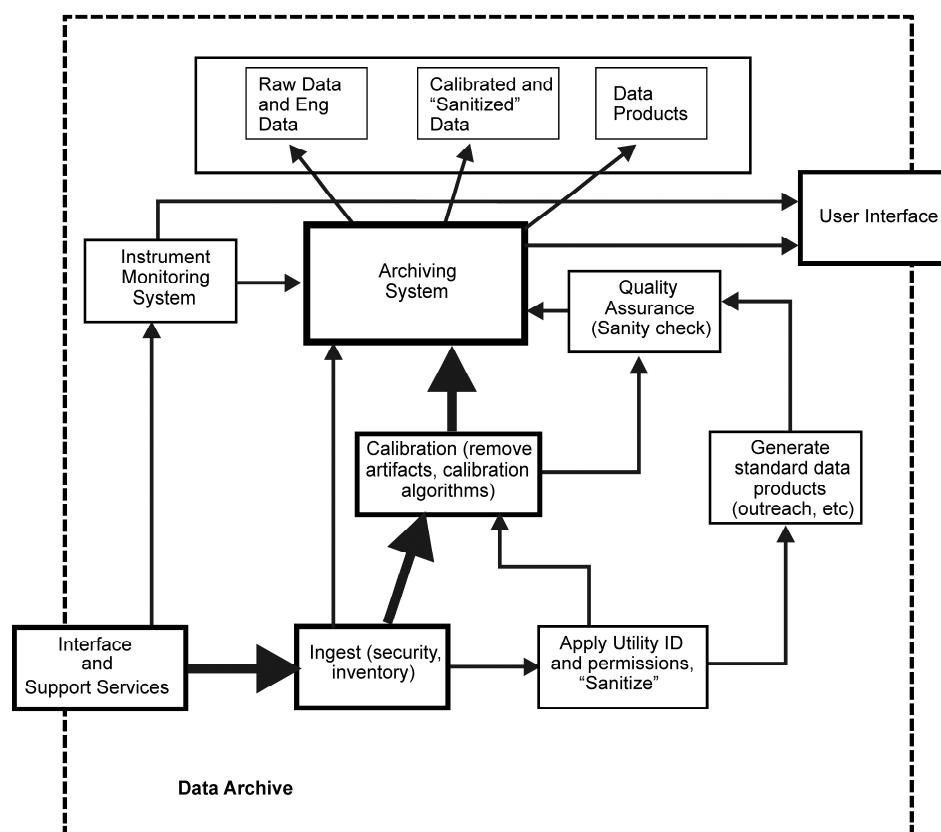 Raw Data
and Eng
Data
Calibrated and
“Sanitized”
Data
Data
Products
User Interface
Instrument
Monitoring
System
Archiving
System
Quality
Assurance
(Sanity check)
Calibration (remove
artifacts, calibration
algorithms)
Generate
standard data
products
(outreach, etc)
Interface
and
Support Services
Ingest (security,
inventory)
Apply Utility ID
and permissions,
“Sanitize”
Data Archive